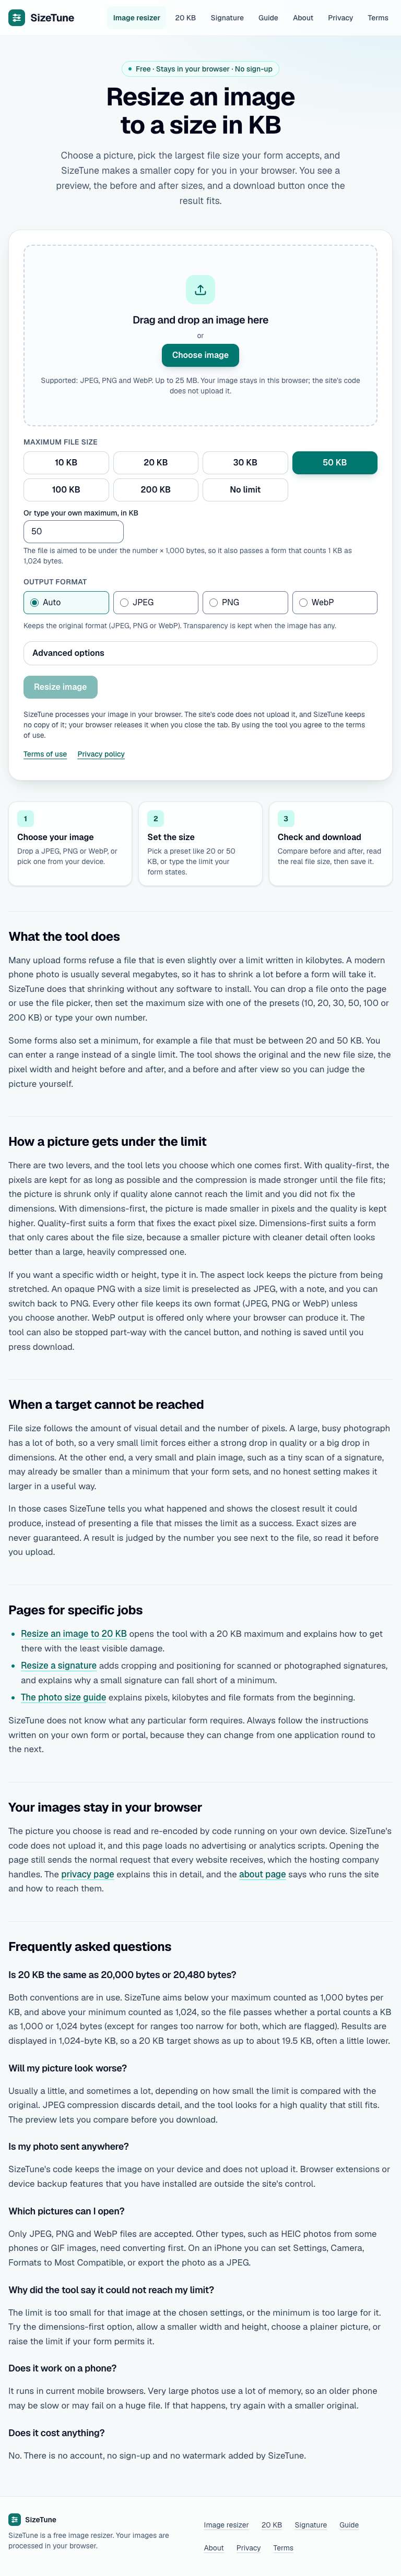 SizeTune
Image resizer
20 KB
Signature
Guide
About
Privacy
Terms
Free · Stays in your browser · No sign-up
Resize an image
to a size in KB
Choose a picture, pick the largest file size your form accepts, and
SizeTune makes a smaller copy for you in your browser. You see a
preview, the before and after sizes, and a download button once the
result fits.
Drag and drop an image here
or
Choose image
Supported: JPEG, PNG and WebP. Up to 25 MB. Your image stays in this browser; the site's code
does not upload it.
MAXIMUM FILE SIZE
10 KB
20 KB
30 KB
50 KB
100 KB
200 KB
No limit
Or type your own maximum, in KB
50
The file is aimed to be under the number × 1,000 bytes, so it also passes a form that counts 1 KB as
1,024 bytes.
OUTPUT FORMAT
Auto
JPEG
PNG
WebP
Keeps the original format (JPEG, PNG or WebP). Transparency is kept when the image has any.
Advanced options
Resize image
SizeTune processes your image in your browser. The site's code does not upload it, and SizeTune keeps
no copy of it; your browser releases it when you close the tab. By using the tool you agree to the terms
of use.
Terms of use
Privacy policy
1
Choose your image
Drop a JPEG, PNG or WebP, or
pick one from your device.
2
Set the size
Pick a preset like 20 or 50
KB, or type the limit your
form states.
3
Check and download
Compare before and after, read
the real file size, then save it.
What the tool does
Many upload forms refuse a file that is even slightly over a limit written in kilobytes. A modern
phone photo is usually several megabytes, so it has to shrink a lot before a form will take it.
SizeTune does that shrinking without any software to install. You can drop a file onto the page
or use the file picker, then set the maximum size with one of the presets (10, 20, 30, 50, 100 or
200 KB) or type your own number.
Some forms also set a minimum, for example a file that must be between 20 and 50 KB. You
can enter a range instead of a single limit. The tool shows the original and the new file size, the
pixel width and height before and after, and a before and after view so you can judge the
picture yourself.
How a picture gets under the limit
There are two levers, and the tool lets you choose which one comes first. With quality-first, the
pixels are kept for as long as possible and the compression is made stronger until the file fits;
the picture is shrunk only if quality alone cannot reach the limit and you did not fix the
dimensions. With dimensions-first, the picture is made smaller in pixels and the quality is kept
higher. Quality-first suits a form that fixes the exact pixel size. Dimensions-first suits a form
that only cares about the file size, because a smaller picture with cleaner detail often looks
better than a large, heavily compressed one.
If you want a specific width or height, type it in. The aspect lock keeps the picture from being
stretched. An opaque PNG with a size limit is preselected as JPEG, with a note, and you can
switch back to PNG. Every other file keeps its own format (JPEG, PNG or WebP) unless
you choose another. WebP output is offered only where your browser can produce it. The
tool can also be stopped part-way with the cancel button, and nothing is saved until you
press download.
When a target cannot be reached
File size follows the amount of visual detail and the number of pixels. A large, busy photograph
has a lot of both, so a very small limit forces either a strong drop in quality or a big drop in
dimensions. At the other end, a very small and plain image, such as a tiny scan of a signature,
may already be smaller than a minimum that your form sets, and no honest setting makes it
larger in a useful way.
In those cases SizeTune tells you what happened and shows the closest result it could
produce, instead of presenting a file that misses the limit as a success. Exact sizes are
never guaranteed. A result is judged by the number you see next to the file, so read it before
you upload.
Pages for specific jobs
Resize an image to 20 KB opens the tool with a 20 KB maximum and explains how to get
there with the least visible damage.
Resize a signature adds cropping and positioning for scanned or photographed signatures,
and explains why a small signature can fall short of a minimum.
The photo size guide explains pixels, kilobytes and file formats from the beginning.
SizeTune does not know what any particular form requires. Always follow the instructions
written on your own form or portal, because they can change from one application round to
the next.
Your images stay in your browser
The picture you choose is read and re-encoded by code running on your own device. SizeTune's
code does not upload it, and this page loads no advertising or analytics scripts. Opening the
page still sends the normal request that every website receives, which the hosting company
handles. The privacy page explains this in detail, and the about page says who runs the site
and how to reach them.
Frequently asked questions
Is 20 KB the same as 20,000 bytes or 20,480 bytes?
Both conventions are in use. SizeTune aims below your maximum counted as 1,000 bytes per
KB, and above your minimum counted as 1,024, so the file passes whether a portal counts a KB
as 1,000 or 1,024 bytes (except for ranges too narrow for both, which are flagged). Results are
displayed in 1,024-byte KB, so a 20 KB target shows as up to about 19.5 KB, often a little lower.
Will my picture look worse?
Usually a little, and sometimes a lot, depending on how small the limit is compared with the
original. JPEG compression discards detail, and the tool looks for a high quality that still fits.
The preview lets you compare before you download.
Is my photo sent anywhere?
SizeTune's code keeps the image on your device and does not upload it. Browser extensions or
device backup features that you have installed are outside the site's control.
Which pictures can I open?
Only JPEG, PNG and WebP files are accepted. Other types, such as HEIC photos from some
phones or GIF images, need converting first. On an iPhone you can set Settings, Camera,
Formats to Most Compatible, or export the photo as a JPEG.
Why did the tool say it could not reach my limit?
The limit is too small for that image at the chosen settings, or the minimum is too large for it.
Try the dimensions-first option, allow a smaller width and height, choose a plainer picture, or
raise the limit if your form permits it.
Does it work on a phone?
It runs in current mobile browsers. Very large photos use a lot of memory, so an older phone
may be slow or may fail on a huge file. If that happens, try again with a smaller original.
Does it cost anything?
No. There is no account, no sign-up and no watermark added by SizeTune.
SizeTune
SizeTune is a free image resizer. Your images are
processed in your browser.
Image resizer
20 KB
Signature
Guide
About
Privacy
Terms